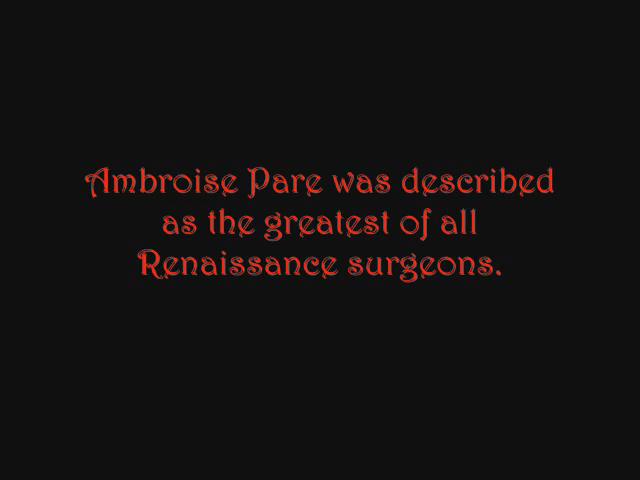 Ambroise Pare was described
as the greatest of all
Renaissance surgeons.